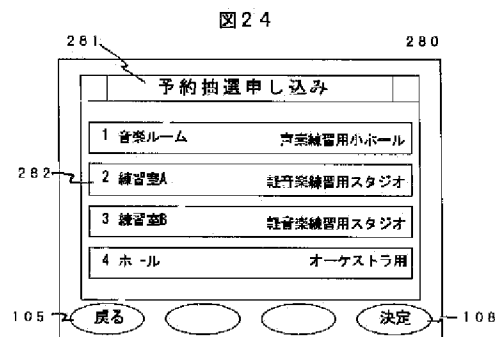 図24
281
280
予約抽選申し込み
1 音楽ルーム 音楽練習用小ホール
282
2 練習室A 軽音楽練習用スタジオ
3 練習室B 軽音楽練習用スタジオ
4 ホール オーケストラ用
105 戻る 決定 108